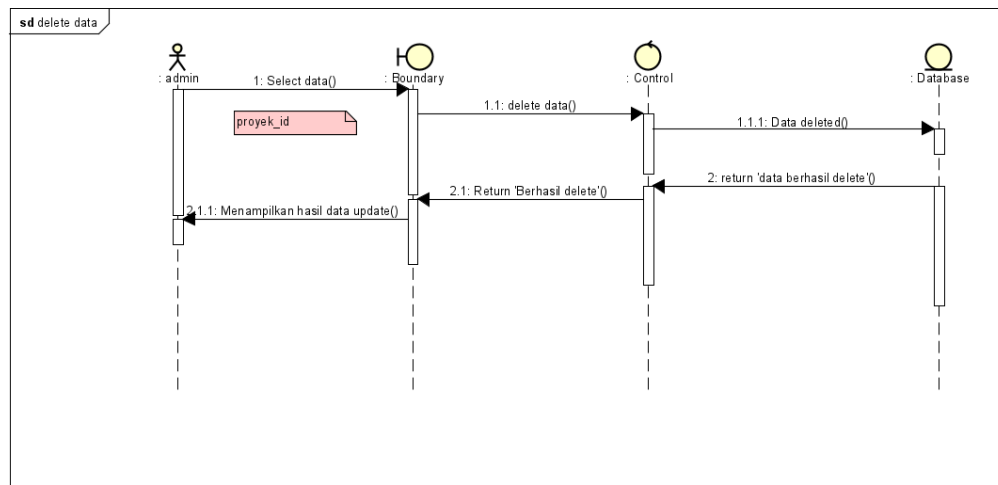 sd delete data
: admin
: Boundary
: Control
: Database
1: Select data()
proyek_id
1.1: delete data()
1.1.1: Data deleted()
2: return 'data berhasil delete'()
2.1: Return 'Berhasil delete'()
2.1.1: Menampilkan hasil data update()